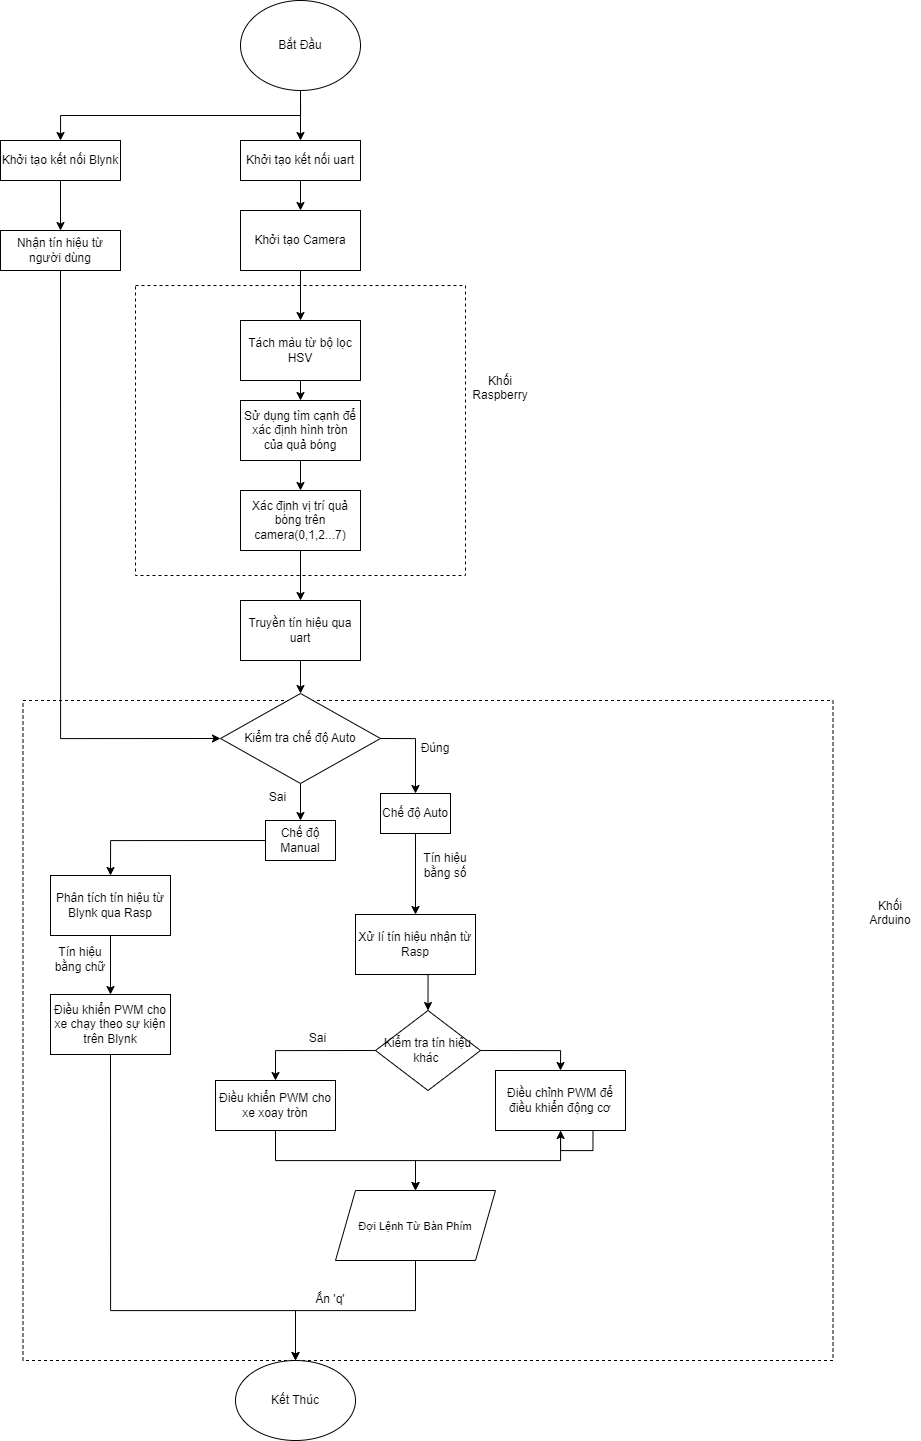 Bắt Đầu
Khởi tạo kết nối Blynk
Khởi tạo kết nối uart
Nhận tín hiệu từ
người dùng
Khởi tạo Camera
Tách màu từ bộ lọc
HSV
Khối
Raspberry
Sử dụng tìm cạnh để
xác định hình tròn
của quả bóng
Xác định vị trí quả
bóng trên
camera(0,1,2...7)
Truyền tín hiệu qua
uart
Kiểm tra chế độ Auto
Đúng
Sai
Chế độ Auto
Chế độ
Manual
Tín hiệu
bằng số
Phân tích tín hiệu từ
Blynk qua Rasp
Khối
Arduino
Xử lí tín hiệu nhận từ
Rasp
Tín hiệu
bằng chữ
Điều khiển PWM cho
xe chạy theo sự kiện
trên Blynk
Sai
Kiểm tra tín hiệu
khác
Điều khiển PWM cho
xe xoay tròn
Điều chỉnh PWM để
điều khiển động cơ
Đợi Lệnh Từ Bàn Phím
Ấn 'q'
Kết Thúc